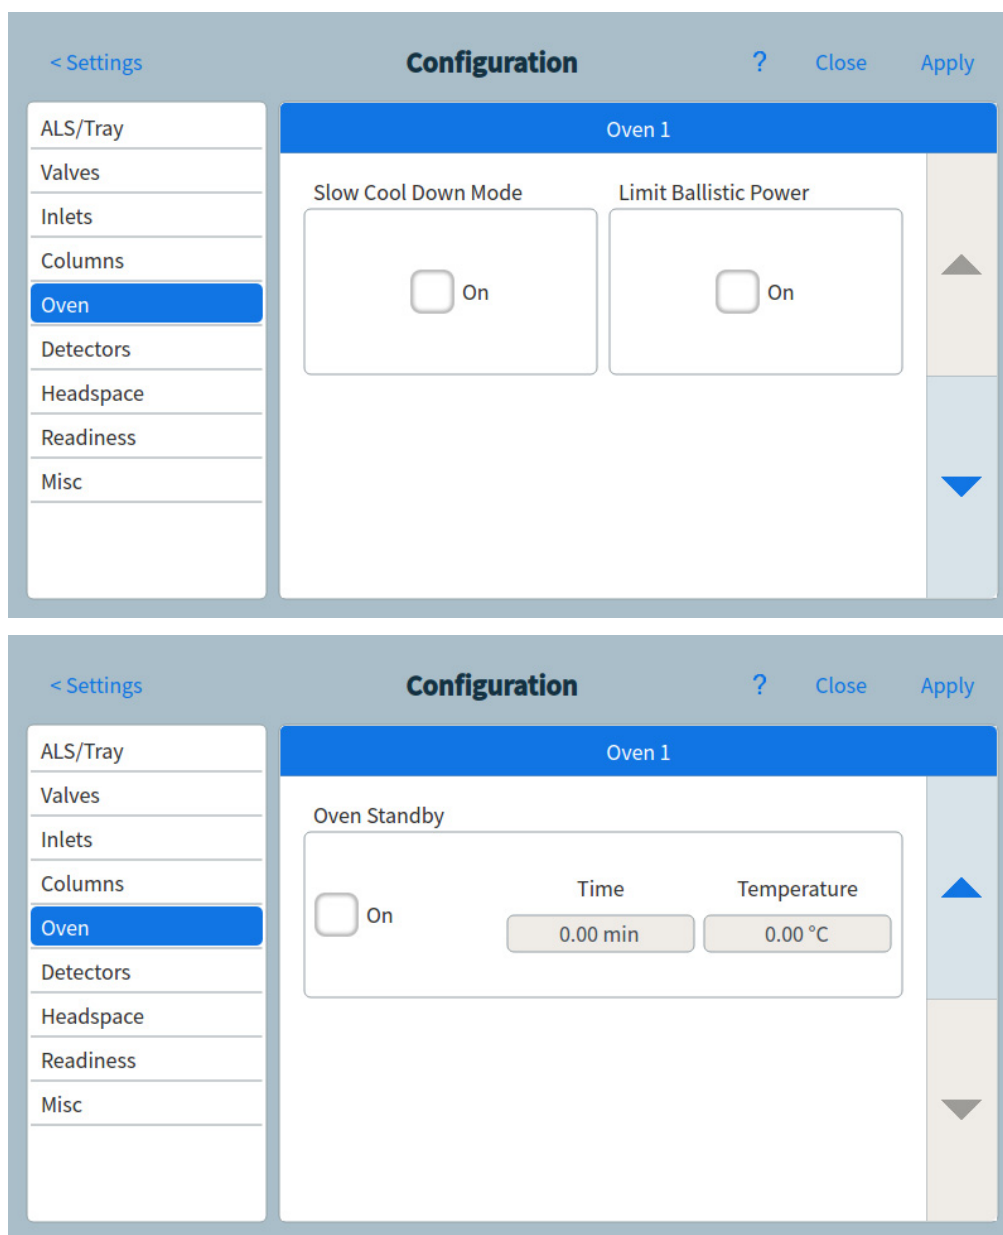 < Settings Configuration ? Close Apply
ALS/Tray
Valves
Inlets
Columns
Oven
Detectors
Headspace
Readiness
Misc
Oven 1
Slow Cool Down Mode Limit Ballistic Power
On On
< Settings Configuration ? Close Apply
ALS/Tray
Valves
Inlets
Columns
Oven
Detectors
Headspace
Readiness
Misc
Oven 1
Oven Standby
Time Temperature
On
0.00 min 0.00 °C